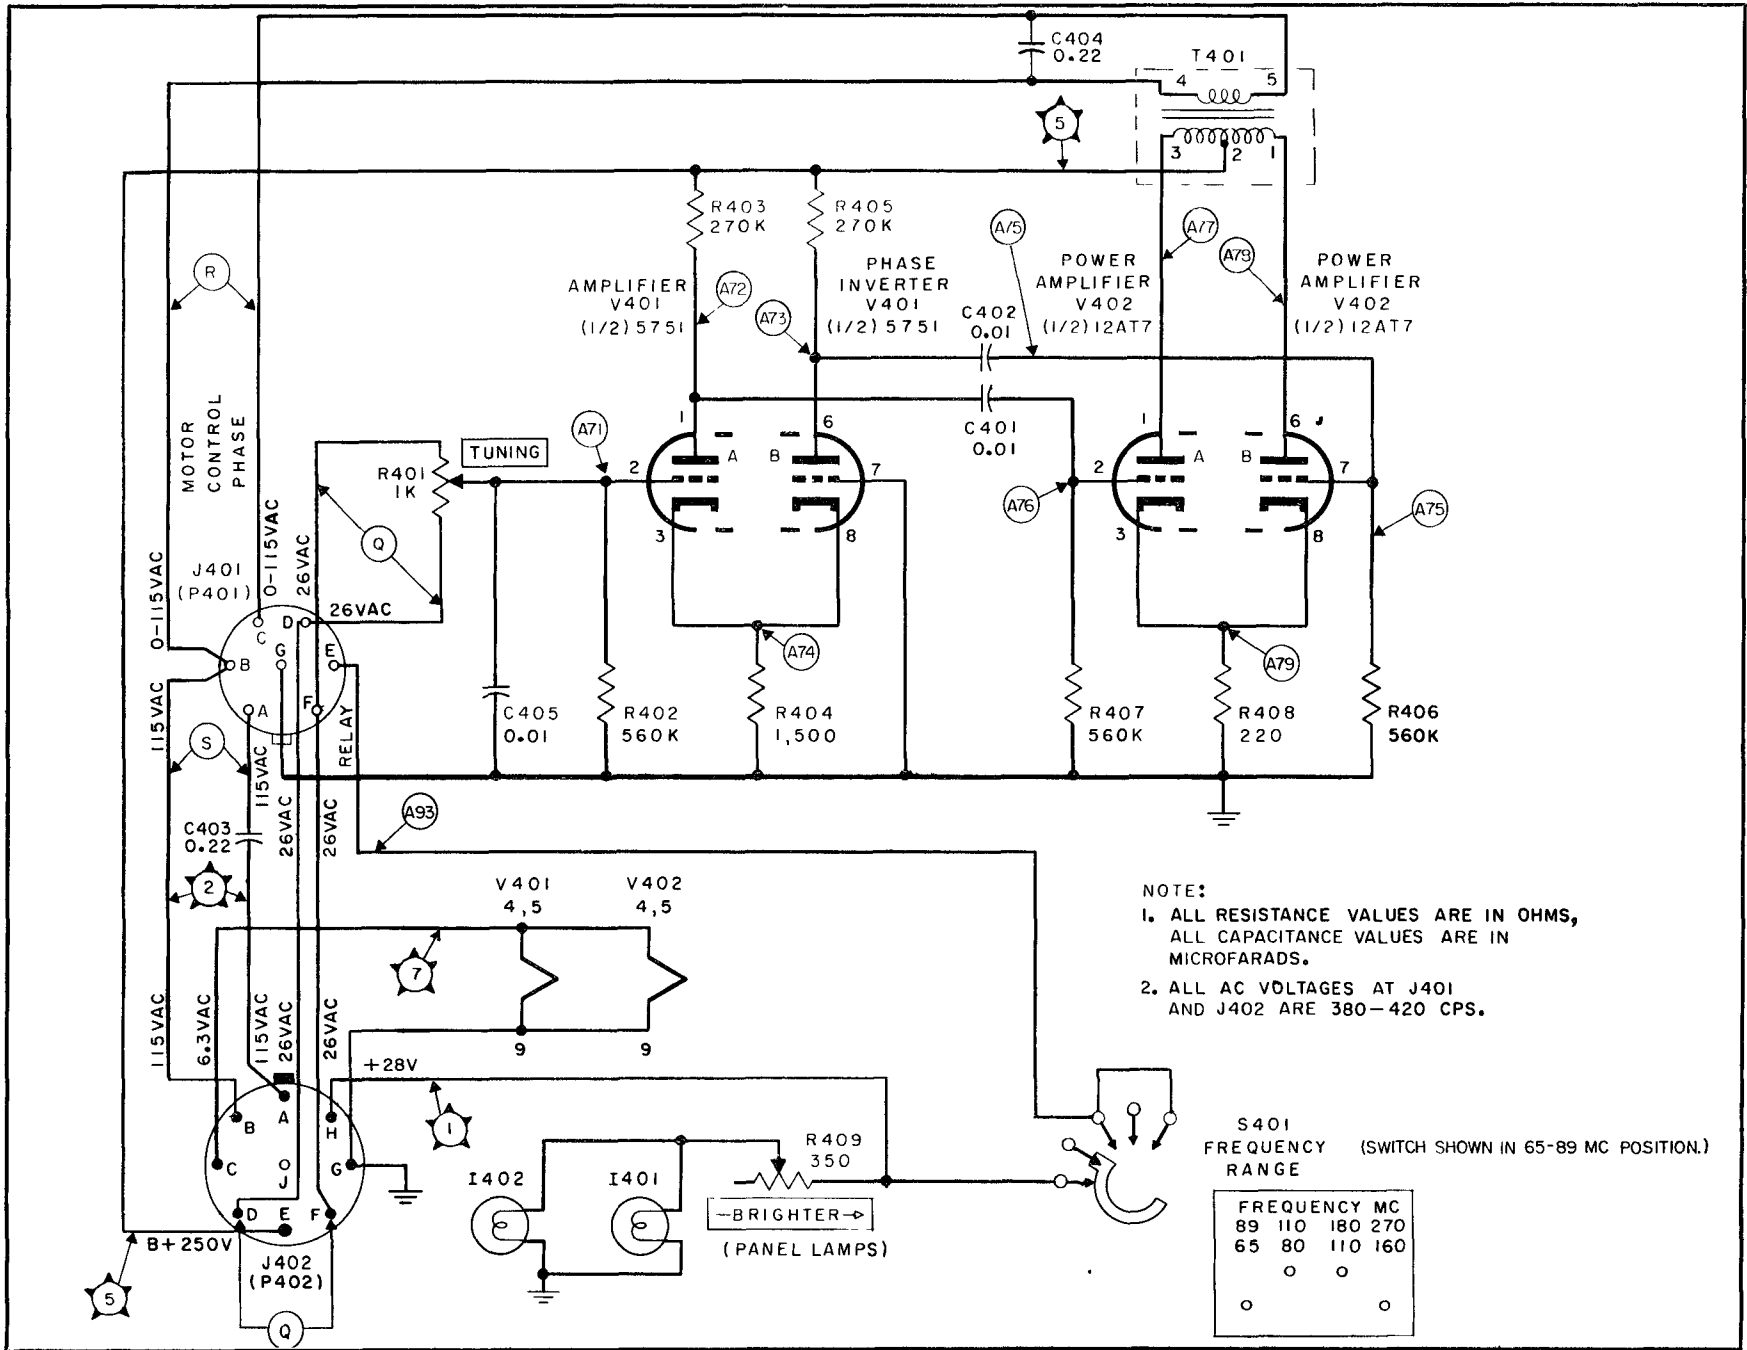 C404
0.22
T401
4 5
5
3 2 1
R403
270K
R405
270K
R
A75
A77
A78
AMPLIFIER
V401
(1/2) 5751
A72
A73
PHASE
INVERTER
V401
(1/2) 5751
C402
0.01
POWER
AMPLIFIER
V402
(1/2) 12AT7
POWER
AMPLIFIER
V402
(1/2) 12AT7
C401
0.01
MOTOR
CONTROL
PHASE
TUNING
R401
1K
A71
1
6
2
A
B
7
3
8
1
6
2
A
B
7
3
8
A76
A75
Q
0-115VAC
0-115VAC
26VAC
26VAC
J401
(P401)
C
D
G
E
B
A
F
A74
A79
115VAC
S
115VAC
RELAY
C405
0.01
R402
560K
R404
1,500
R407
560K
R408
220
R406
560K
C403
0.22
26VAC
26VAC
A93
2
V401
4,5
V402
4,5
7
9
9
115VAC
6.3VAC
115VAC
26VAC
26VAC
+28V
1
NOTE:
1. ALL RESISTANCE VALUES ARE IN OHMS,
ALL CAPACITANCE VALUES ARE IN
MICROFARADS.
2. ALL AC VOLTAGES AT J401
AND J402 ARE 380-420 CPS.
A
B
H
C
J
G
D
E
F
B+250V
J402
(P402)
5
Q
I402
I401
R409
350
BRIGHTER
(PANEL LAMPS)
S401
FREQUENCY
RANGE
(SWITCH SHOWN IN 65-89 MC POSITION.)
FREQUENCY MC
89 110 180 270
65 80 110 160